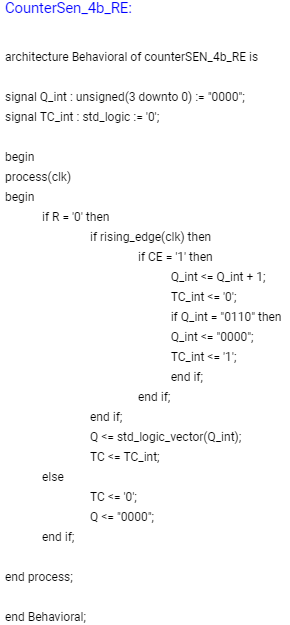 CounterSen_4b_RE:
architecture Behavioral of counterSEN_4b_RE is
signal Q_int : unsigned(3 downto 0) := "0000";
signal TC_int : std_logic := '0';
begin
process(clk)
begin
if R = '0' then
if rising_edge(clk) then
if CE = '1' then
Q_int <= Q_int + 1;
TC_int <= '0';
if Q_int = "0110" then
Q_int <= "0000";
TC_int <= '1';
end if;
end if;
end if;
Q <= std_logic_vector(Q_int);
TC <= TC_int;
else
TC <= '0';
Q <= "0000";
end if;
end process;
end Behavioral;